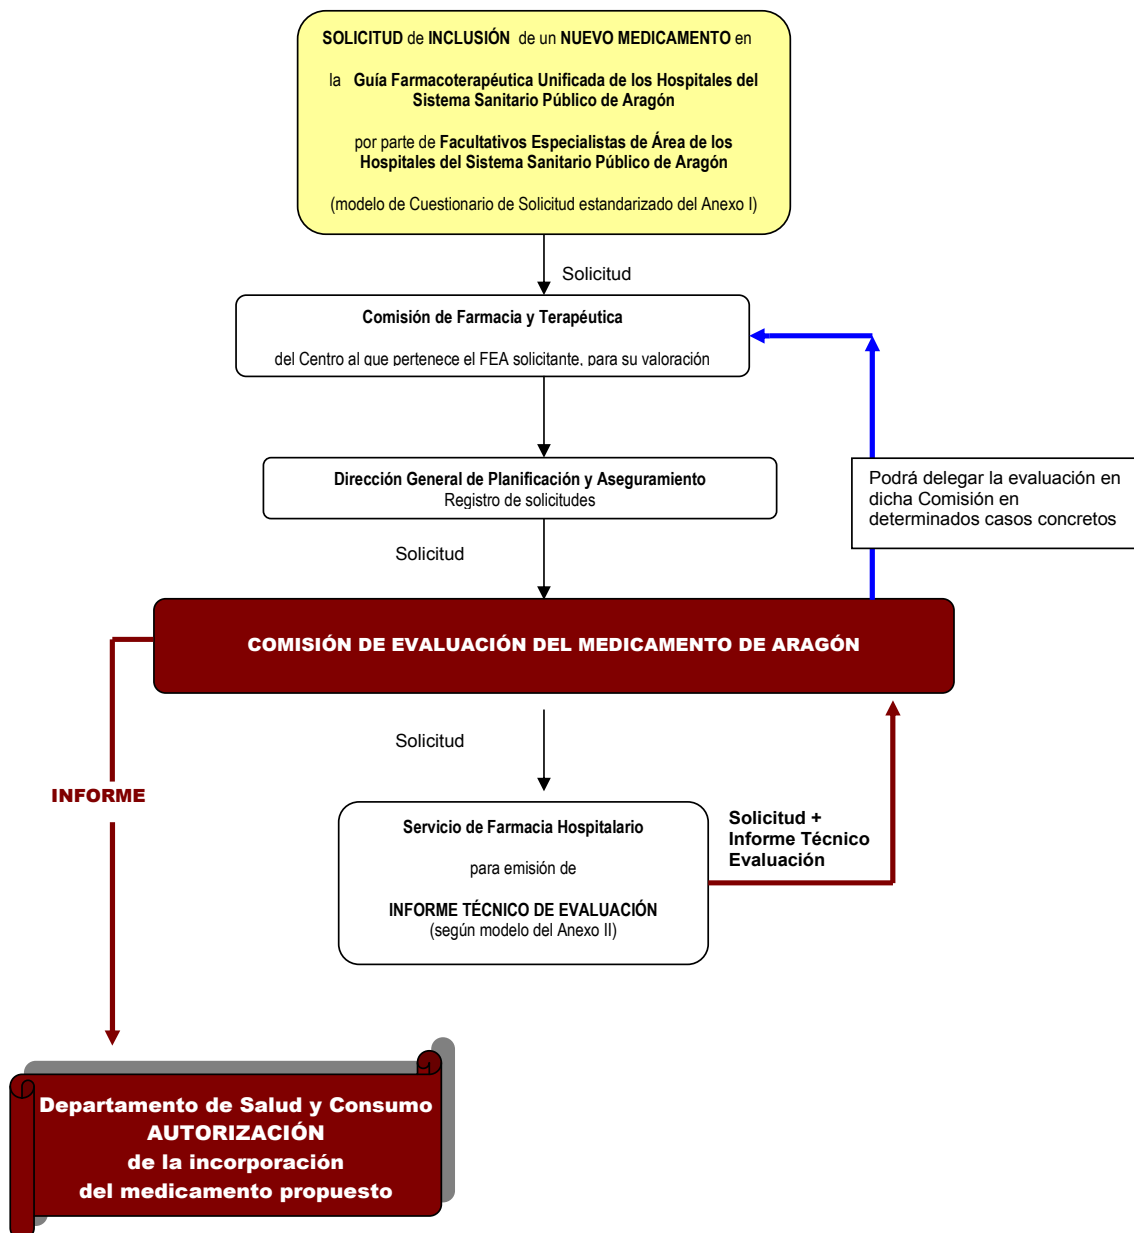 SOLICITUD de INCLUSIÓN de un NUEVO MEDICAMENTO en
la Guía Farmacoterapéutica Unificada de los Hospitales del
Sistema Sanitario Público de Aragón
por parte de Facultativos Especialistas de Área de los
Hospitales del Sistema Sanitario Público de Aragón
(modelo de Cuestionario de Solicitud estandarizado del Anexo I)
Solicitud
Comisión de Farmacia y Terapéutica
del Centro al que pertenece el FEA solicitante, para su valoración
Dirección General de Planificación y Aseguramiento
Registro de solicitudes
Podrá delegar la evaluación en
dicha Comisión en
determinados casos concretos
Solicitud
COMISIÓN DE EVALUACIÓN DEL MEDICAMENTO DE ARAGÓN
Solicitud
INFORME
Servicio de Farmacia Hospitalario
para emisión de
INFORME TÉCNICO DE EVALUACIÓN
(según modelo del Anexo II)
Solicitud +
Informe Técnico
Evaluación
Departamento de Salud y Consumo
AUTORIZACIÓN
de la incorporación
del medicamento propuesto